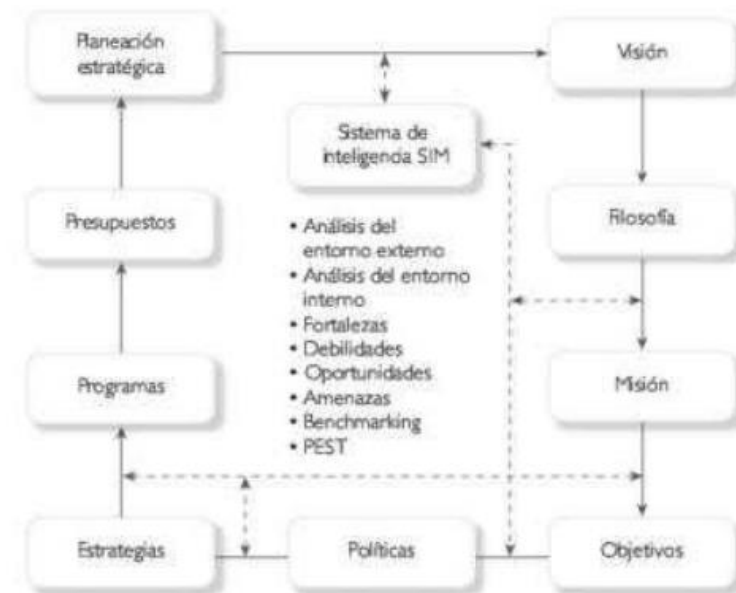 Planeación
estratégica
Visión
Sistema de
inteligencia SIM
Presupuestos
• Análisis del
entorno externo
• Análisis del entorno
interno
• Fortalezas
• Debilidades
• Oportunidades
• Amenazas
• Benchmarking
• PEST
Filosofía
Programas
Misión
Estrategias
Políticas
Objetivos